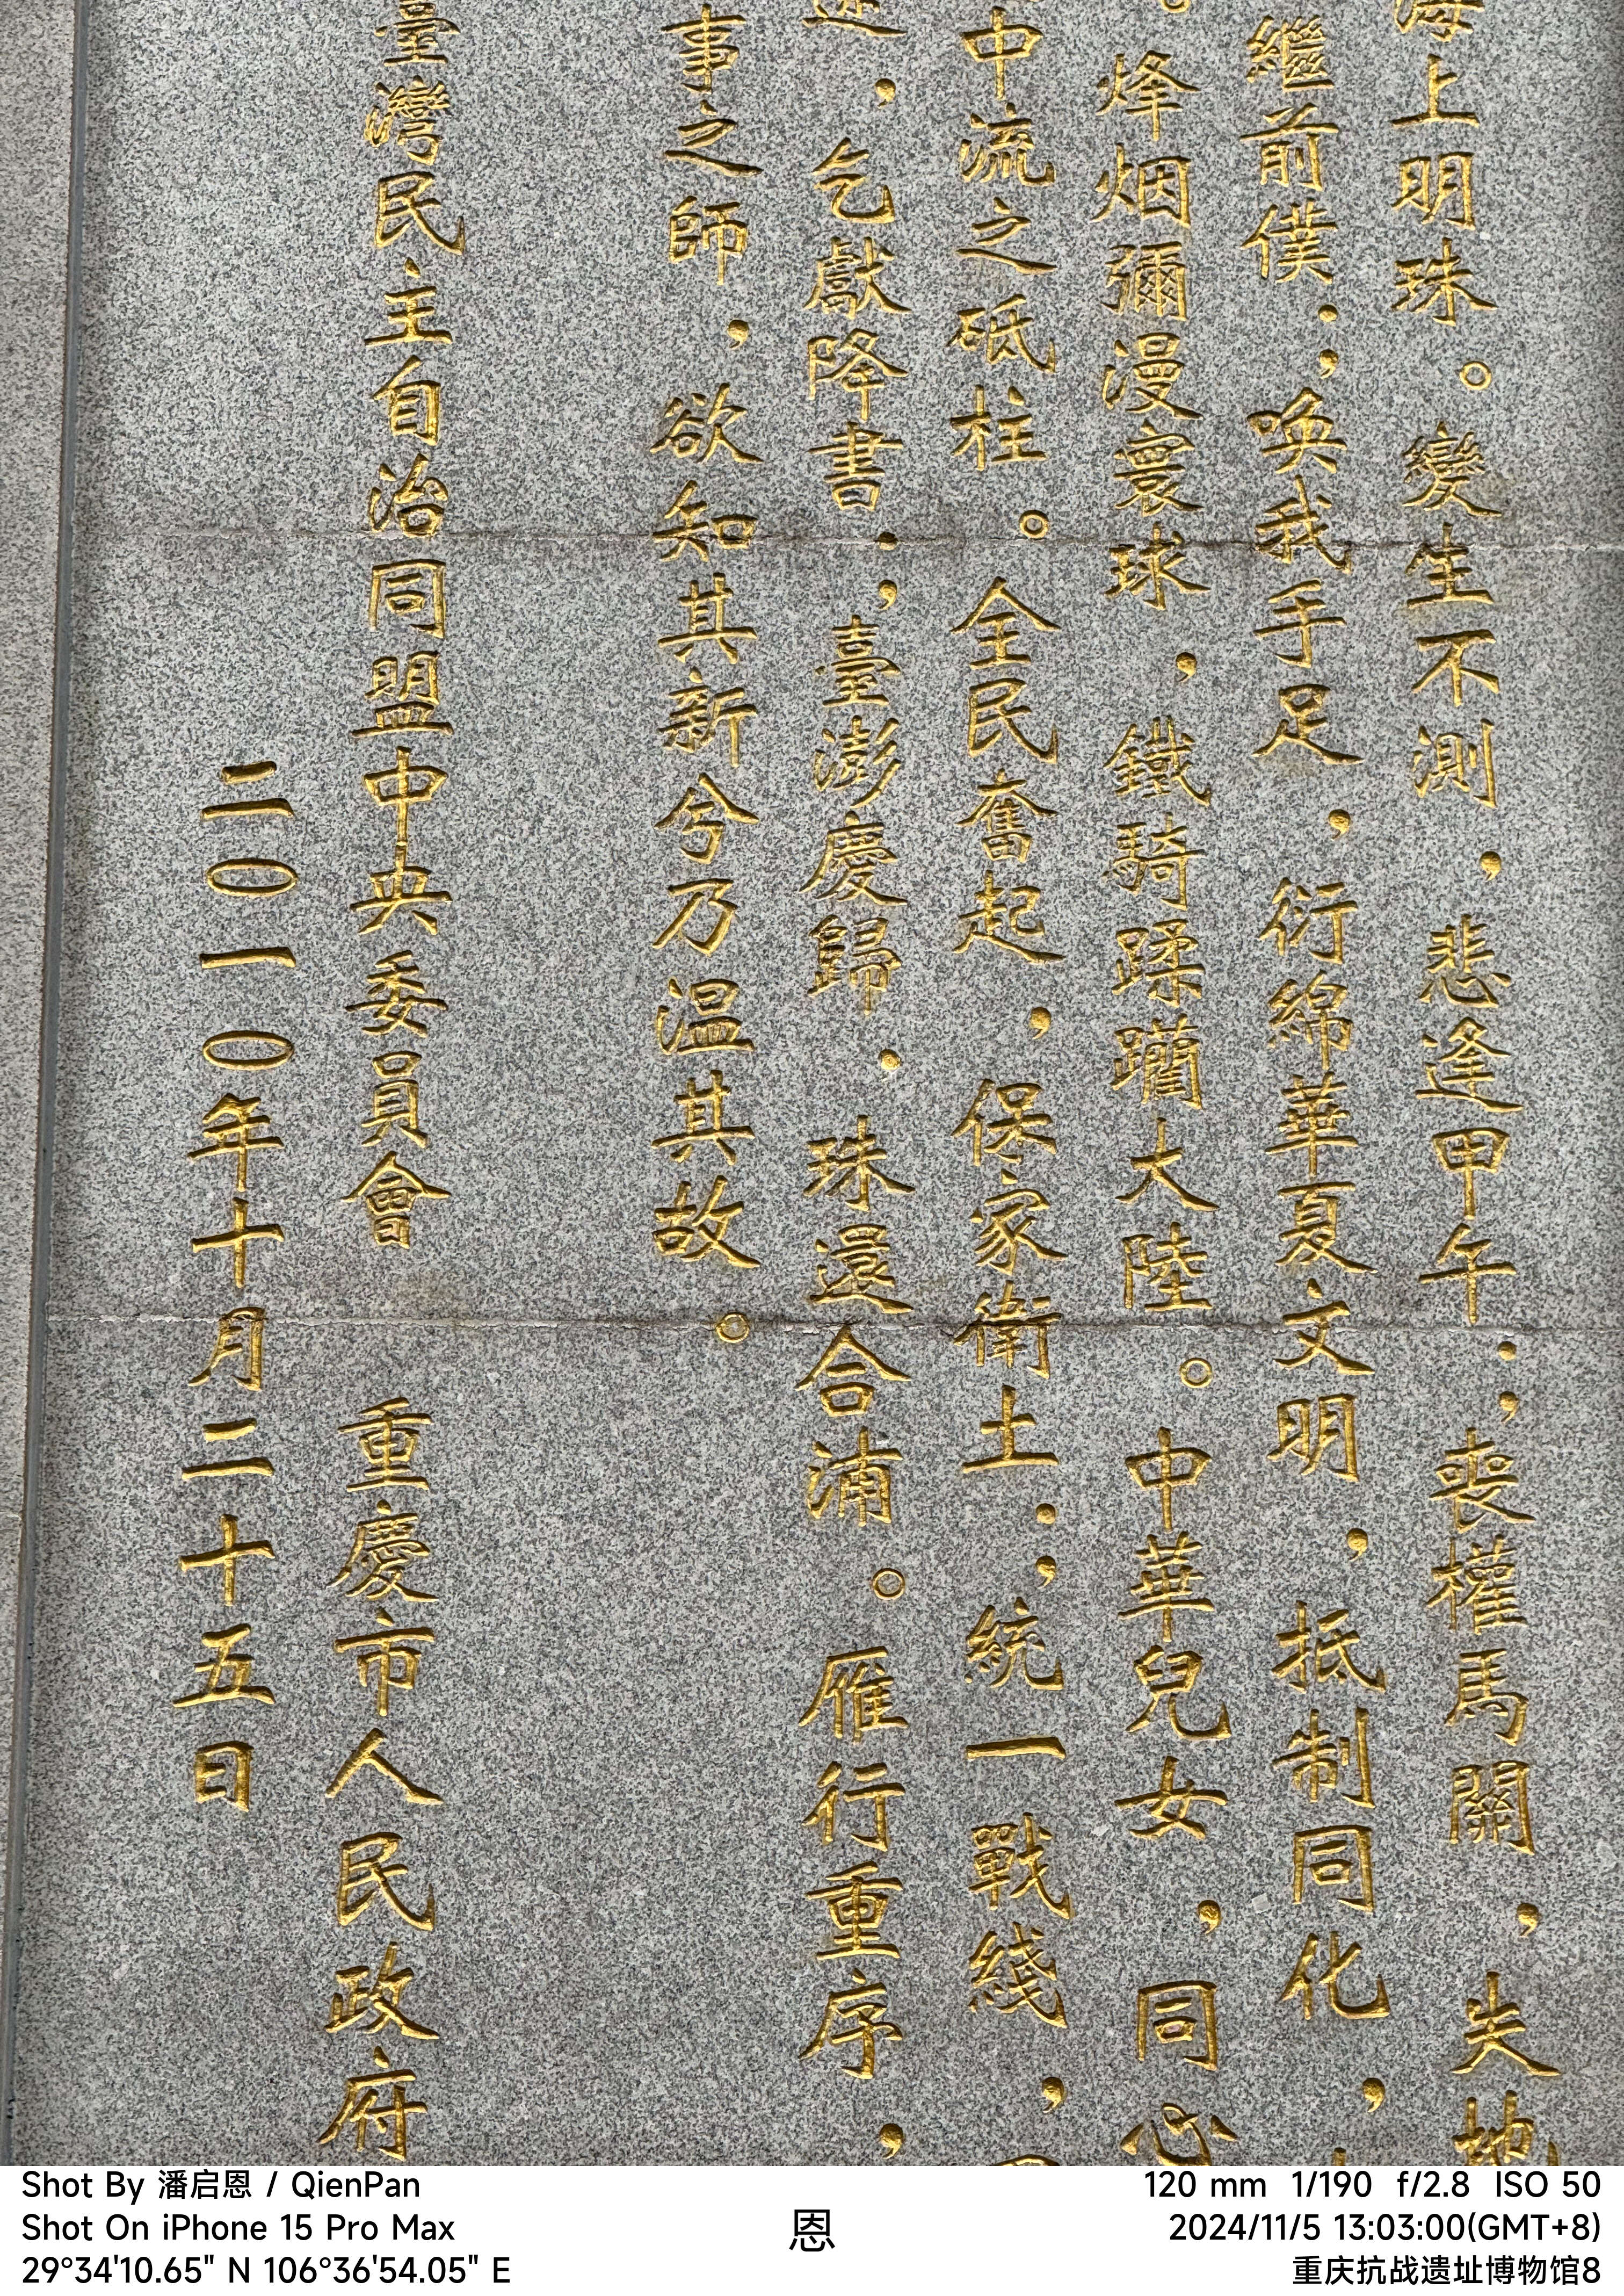 海上明珠。變生不測，悲逢甲午；喪權馬關，失地
繼前僕；喚我手足，衍綿華夏文明，抵制同化，
。烽烟彌漫寰球，鐵騎蹂躪大陸。中華兒女，同心
中流之砥柱。全民奮起，保家衛土；統一戰綫，
，乞獻降書；臺澎慶歸．珠還合浦。雁行重序，
事之師，欲知其新兮乃温其故。
臺灣民主自治同盟中央委員會 重慶市人民政府
二0一0年十月二十五日
Shot By 潘启恩 / QienPan
Shot On iPhone 15 Pro Max
29°34'10.65" N 106°36'54.05" E
恩
120 mm 1/190 f/2.8 ISO 50
2024/11/5 13:03:00(GMT+8)
重庆抗战遗址博物馆8